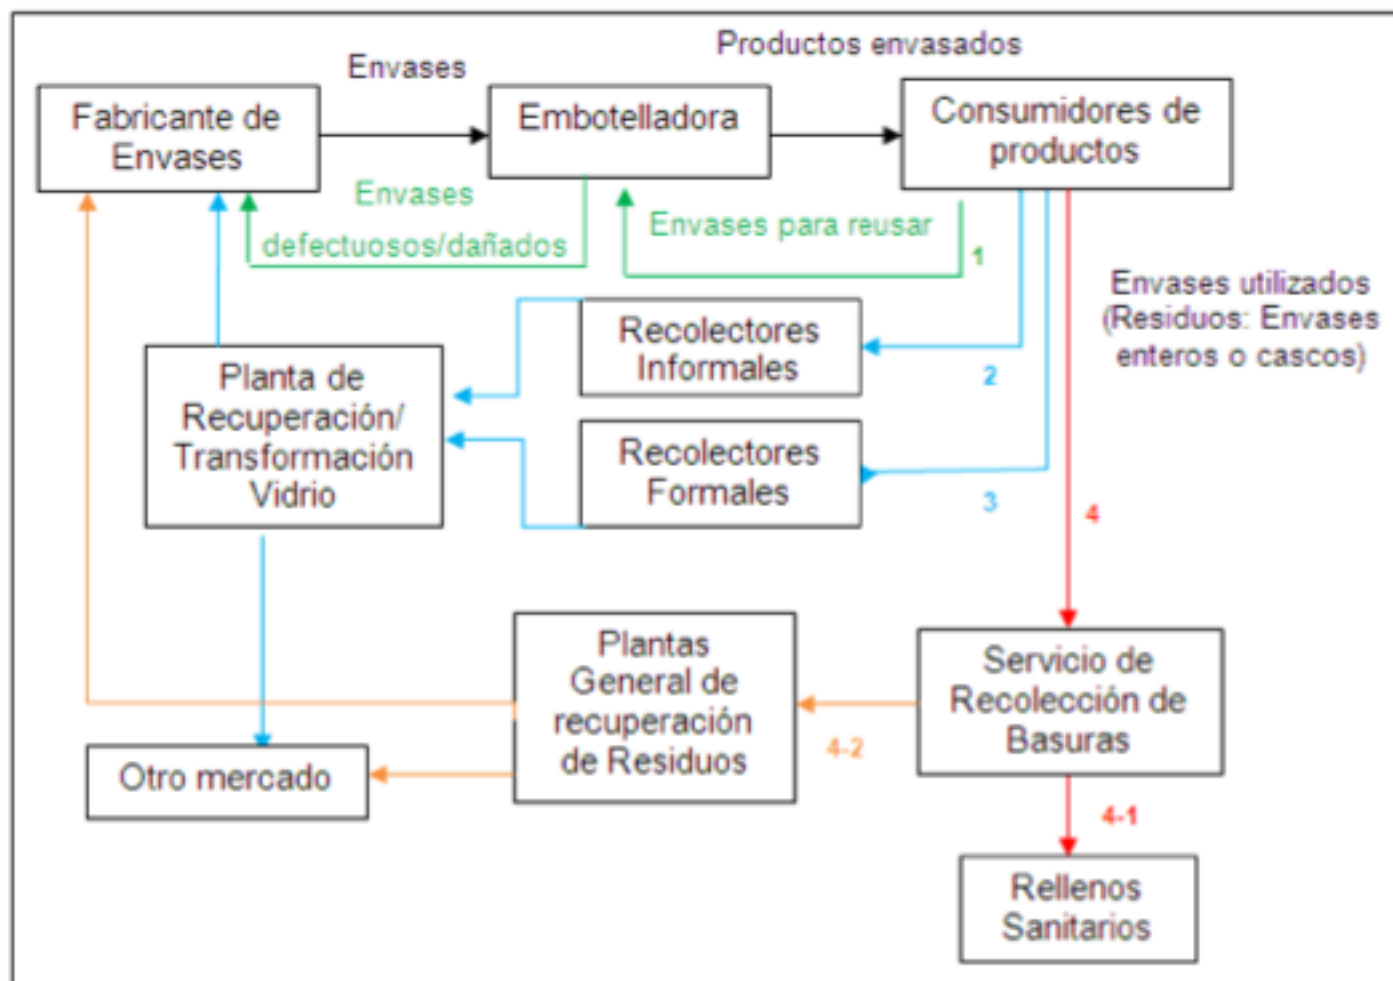 Productos envasados
Envases
Fabricante de
Envases
Embotelladora
Consumidores de
productos
Envases
defectuosos/dañados
Envases para reusar
1
Envases utilizados
(Residuos: Envases
enteros o cascos)
Recolectores
Informales
2
Planta de
Recuperación/
Transformación
Vidrio
Recolectores
Formales
3
4
Plantas
General de
recuperación
de Residuos
Servicio de
Recolección de
Basuras
4-2
Otro mercado
4-1
Rellenos
Sanitarios